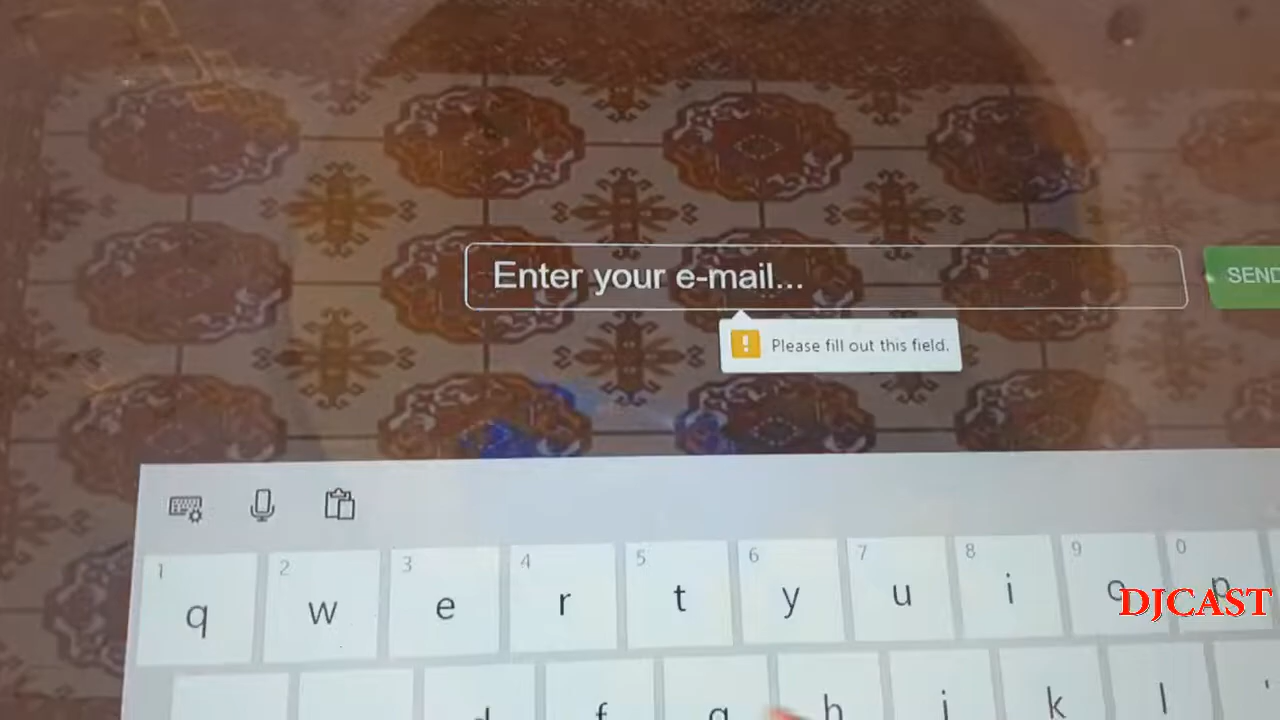 Enter your e-mail...
SEND
Please fill out this field.
1 2 3 4 5 6 7 8 9 0
q w e r t y u i o p
d f g h j k l '
DJCAST